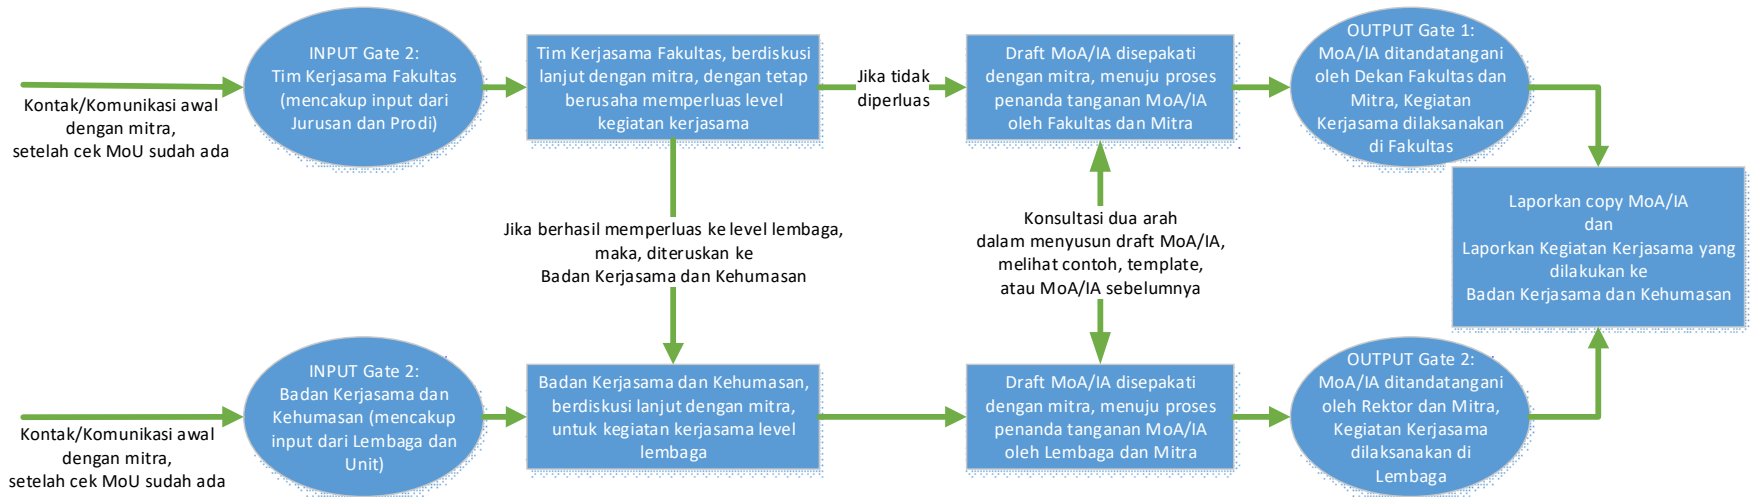 Kontak/Komunikasi awal
dengan mitra,
setelah cek MoU sudah ada
INPUT Gate 2:
Tim Kerjasama Fakultas
(mencakup input dari
Jurusan dan Prodi)
Tim Kerjasama Fakultas, berdiskusi
lanjut dengan mitra, dengan tetap
berusaha memperluas level
kegiatan kerjasama
Jika tidak
diperluas
Draft MoA/IA disepakati
dengan mitra, menuju proses
penanda tanganan MoA/IA
oleh Fakultas dan Mitra
OUTPUT Gate 1:
MoA/IA ditandatangani
oleh Dekan Fakultas dan
Mitra, Kegiatan
Kerjasama dilaksanakan
di Fakultas
Jika berhasil memperluas ke level lembaga,
maka, diteruskan ke
Badan Kerjasama dan Kehumasan
Konsultasi dua arah
dalam menyusun draft MoA/IA,
melihat contoh, template,
atau MoA/IA sebelumnya
Laporkan copy MoA/IA
dan
Laporkan Kegiatan Kerjasama yang
dilakukan ke
Badan Kerjasama dan Kehumasan
Kontak/Komunikasi awal
dengan mitra,
setelah cek MoU sudah ada
INPUT Gate 2:
Badan Kerjasama dan
Kehumasan (mencakup
input dari Lembaga dan
Unit)
Badan Kerjasama dan Kehumasan,
berdiskusi lanjut dengan mitra,
untuk kegiatan kerjasama level
lembaga
Draft MoA/IA disepakati
dengan mitra, menuju proses
penanda tanganan MoA/IA
oleh Lembaga dan Mitra
OUTPUT Gate 2:
MoA/IA ditandatangani
oleh Rektor dan Mitra,
Kegiatan Kerjasama
dilaksanakan di
Lembaga